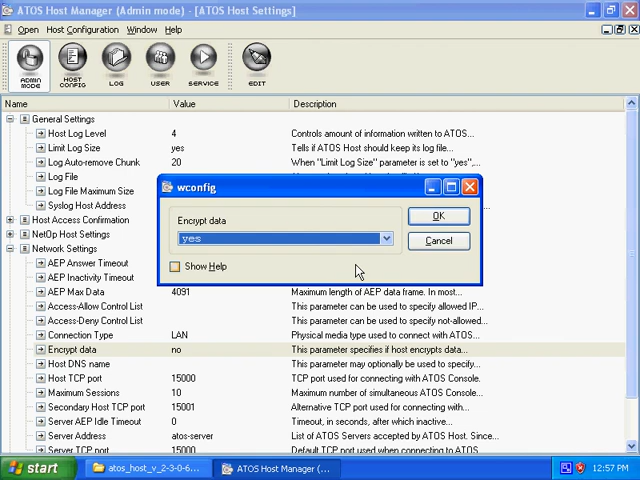 ATOS Host Manager (Admin mode) - [ATOS Host Settings]
Open Host Configuration Window Help
ADMIN MODE
HOST CONFIG
LOG
USER
SERVICE
EDIT
Name Value Description
General Settings
Host Log Level 4 Controls amount of information written to ATOS...
Limit Log Size yes Tells if ATOS Host should keep its log file...
Log Auto-remove Chunk 20 When "Limit Log Size" parameter is set to "yes",...
Log File
Log File Maximum Size
Syslog Host Address
Host Access Confirmation
NetOp Host Settings
Network Settings
wconfig
Encrypt data
yes
Show Help
OK
Cancel
AEP Answer Timeout
AEP Inactivity Timeout
AEP Max Data 4091 Maximum length of AEP data frame. In most...
Access-Allow Control List This parameter can be used to specify allowed IP...
Access-Deny Control List This parameter can be used to specify not-allowed...
Connection Type LAN Physical media type used to connect with ATOS...
Encrypt data no This parameter specifies if host encrypts data...
Host DNS name This parameter may optionally be used to specify...
Host TCP port 15000 TCP port used for connecting with ATOS Console.
Maximum Sessions 10 Maximum number of simultaneous ATOS Console...
Secondary Host TCP port 15001 Alternative TCP port used for connecting with...
Server AEP Idle Timeout 0 Timeout, in seconds, after which inactive...
Server Address atos-server List of ATOS Servers accepted by ATOS Host. Since...
Server TCP port 15000 Default TCP port used when connecting to ATOS...
start
atos_host_v_2-3-0-6...
ATOS Host Manager (...
12:57 PM